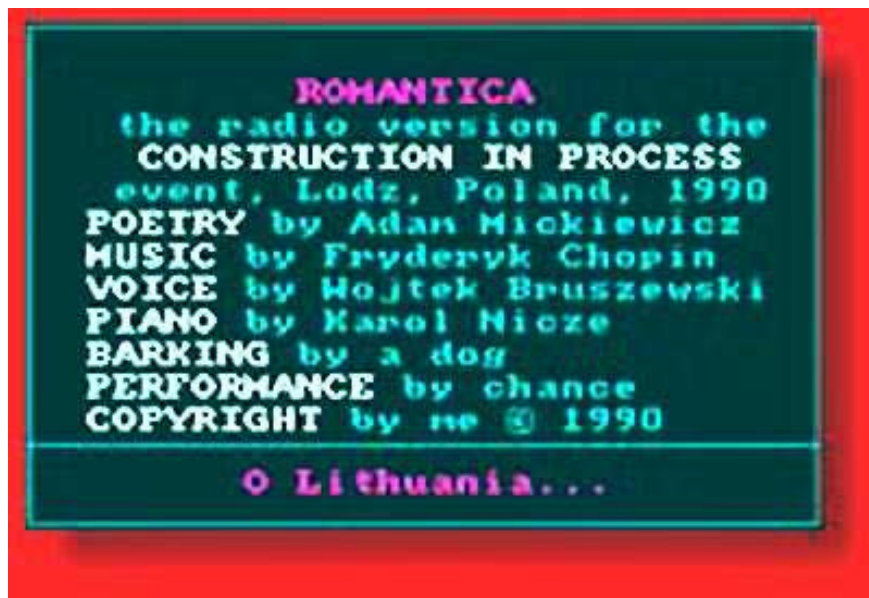 ROMANTICA
the radio version for the
CONSTRUCTION IN PROCESS
event, Lodz, Poland, 1990
POETRY by Adam Mickiewicz
MUSIC by Fryderyk Chopin
VOICE by Wojtek Bruszewski
PIANO by Karol Nicze
BARKING by a dog
PERFORMANCE by chance
COPYRIGHT by me © 1990
O Lithuania...